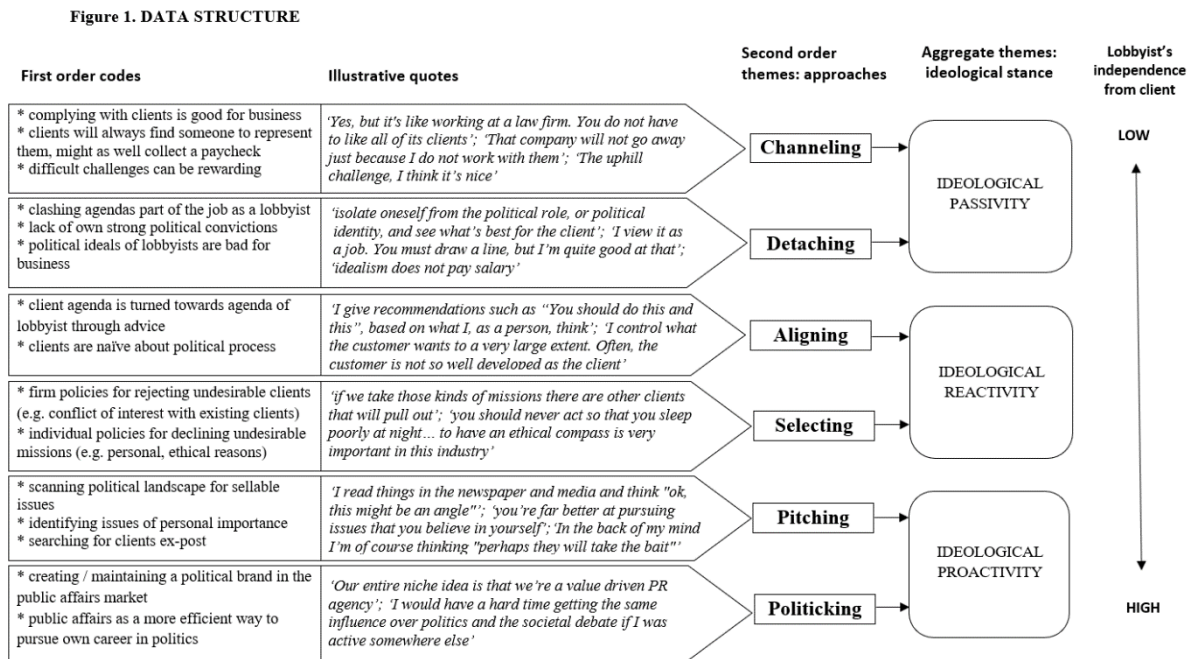 Figure 1. DATA STRUCTURE
First order codes
Illustrative quotes
Second order
themes: approaches
Aggregate themes:
ideological stance
Lobbyist's
independence
from client
* complying with clients is good for business
* clients will always find someone to represent
them, might as well collect a paycheck
* difficult challenges can be rewarding
'Yes, but it's like working at a law firm. You do not have
to like all of its clients'; 'That company will not go away
just because I do not work with them'; 'The uphill
challenge, I think it's nice'
Channeling
* clashing agendas part of the job as a lobbyist
* lack of own strong political convictions
* political ideals of lobbyists are bad for
business
'isolate oneself from the political role, or political
identity, and see what's best for the client'; 'I view it as
a job. You must draw a line, but I'm quite good at that';
'idealism does not pay salary'
Detaching
IDEOLOGICAL
PASSIVITY
LOW
* client agenda is turned towards agenda of
lobbyist through advice
* clients are naïve about political process
'I give recommendations such as "You should do this and
this", based on what I, as a person, think'; 'I control what
the customer wants to a very large extent. Often, the
customer is not so well developed as the client'
Aligning
* firm policies for rejecting undesirable clients
(e.g. conflict of interest with existing clients)
* individual policies for declining undesirable
missions (e.g. personal, ethical reasons)
'if we take those kinds of missions there are other clients
that will pull out'; 'you should never act so that you sleep
poorly at night… to have an ethical compass is very
important in this industry'
Selecting
IDEOLOGICAL
REACTIVITY
* scanning political landscape for sellable
issues
* identifying issues of personal importance
* searching for clients ex-post
'I read things in the newspaper and media and think "ok,
this might be an angle"'; 'you're far better at pursuing
issues that you believe in yourself';'In the back of my mind
I'm of course thinking "perhaps they will take the bait"'
Pitching
* creating / maintaining a political brand in the
public affairs market
* public affairs as a more efficient way to
pursue own career in politics
'Our entire niche idea is that we're a value driven PR
agency'; 'I would have a hard time getting the same
influence over politics and the societal debate if I was
active somewhere else'
Politicking
IDEOLOGICAL
PROACTIVITY
HIGH